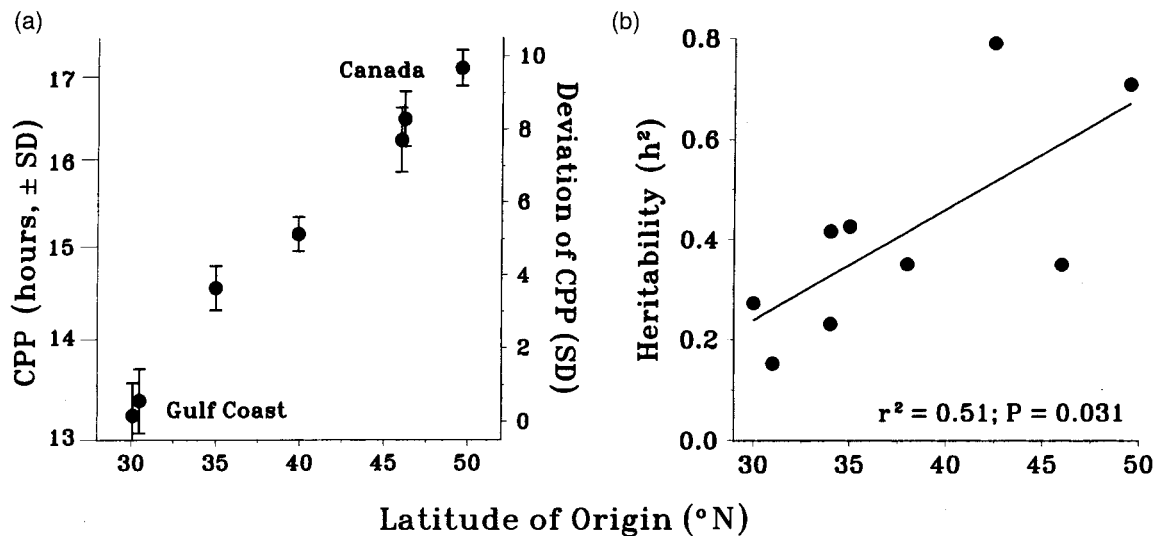 (a)
CPP (hours, ± SD)
17
16
15
14
13
Canada
Gulf Coast
Deviation of CPP (SD)
10
8
6
4
2
0
30 35 40 45 50
(b)
Heritability (h²)
0.8
0.6
0.4
0.2
0.0
r² = 0.51; P = 0.031
30 35 40 45 50
Latitude of Origin (°N)